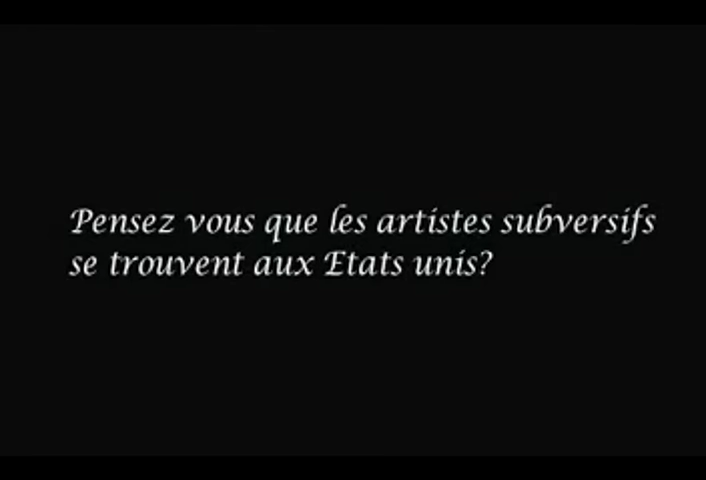 Pensez vous que les artistes subversifs
se trouvent aux Etats unis?